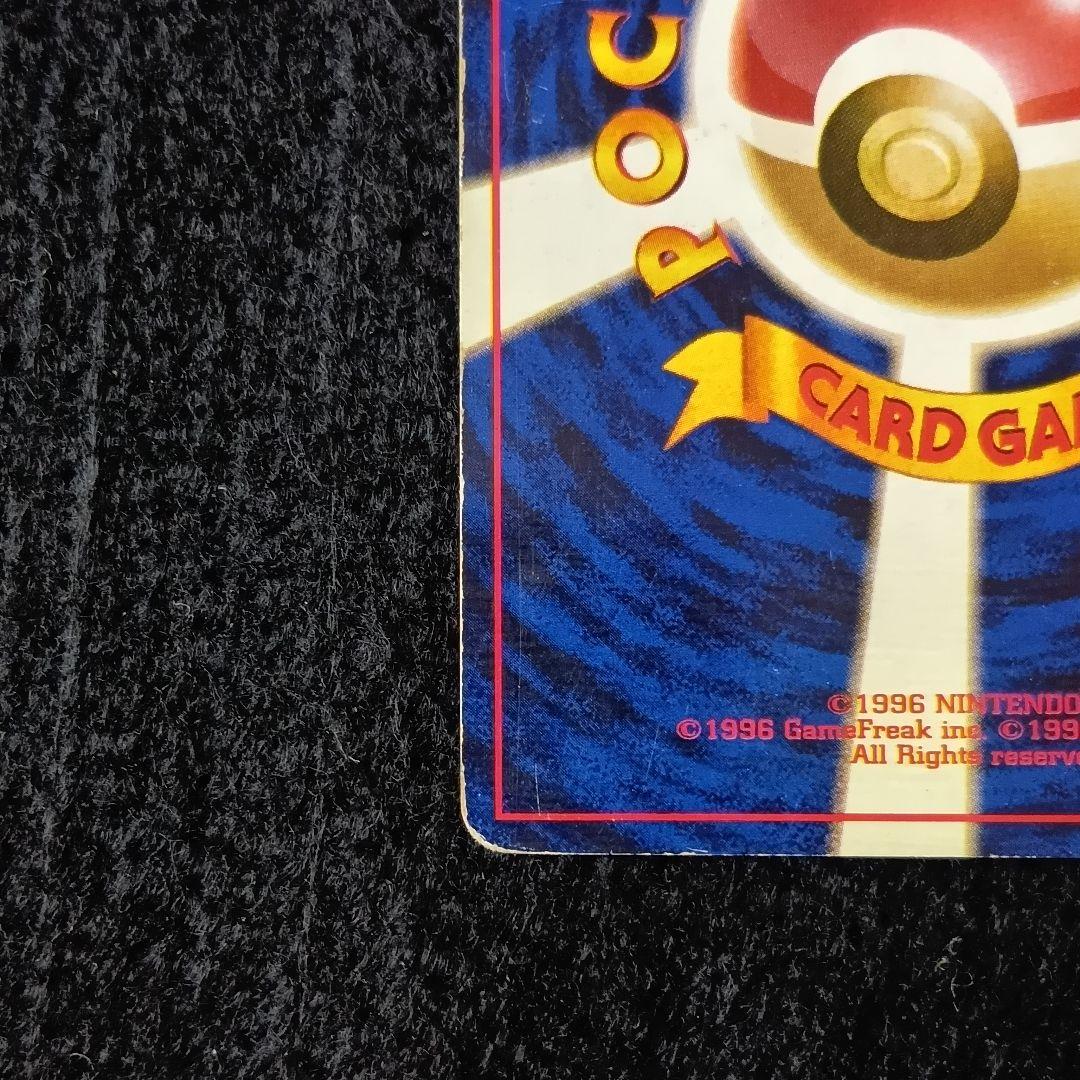 POC
CARD GA
©1996 NINTENDO
©1996 GameFreak inc. ©199
All Rights reserve